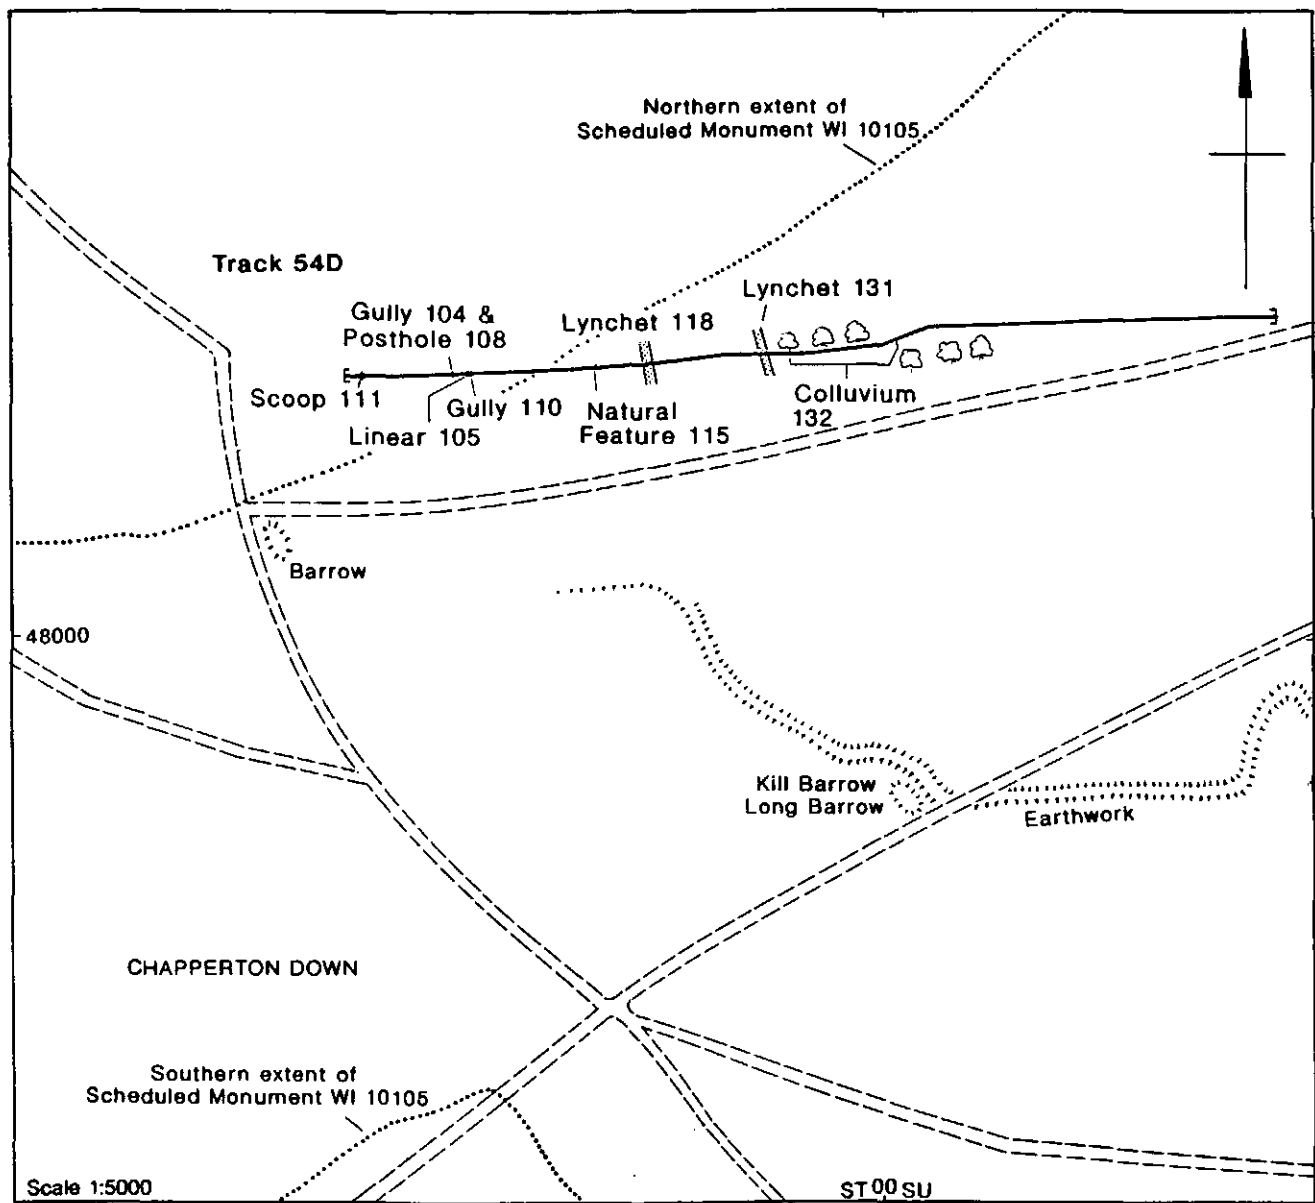 Northern extent of
Scheduled Monument WI 10105
Track 54D
Gully 104 &
Posthole 108
Lynchet 118
Lynchet 131
Scoop 111
Linear 105
Gully 110
Natural
Feature 115
Colluvium
132
Barrow
48000
Kill Barrow
Long Barrow
Earthwork
CHAPPERTON DOWN
Southern extent of
Scheduled Monument WI 10105
Scale 1:5000
ST 00 SU